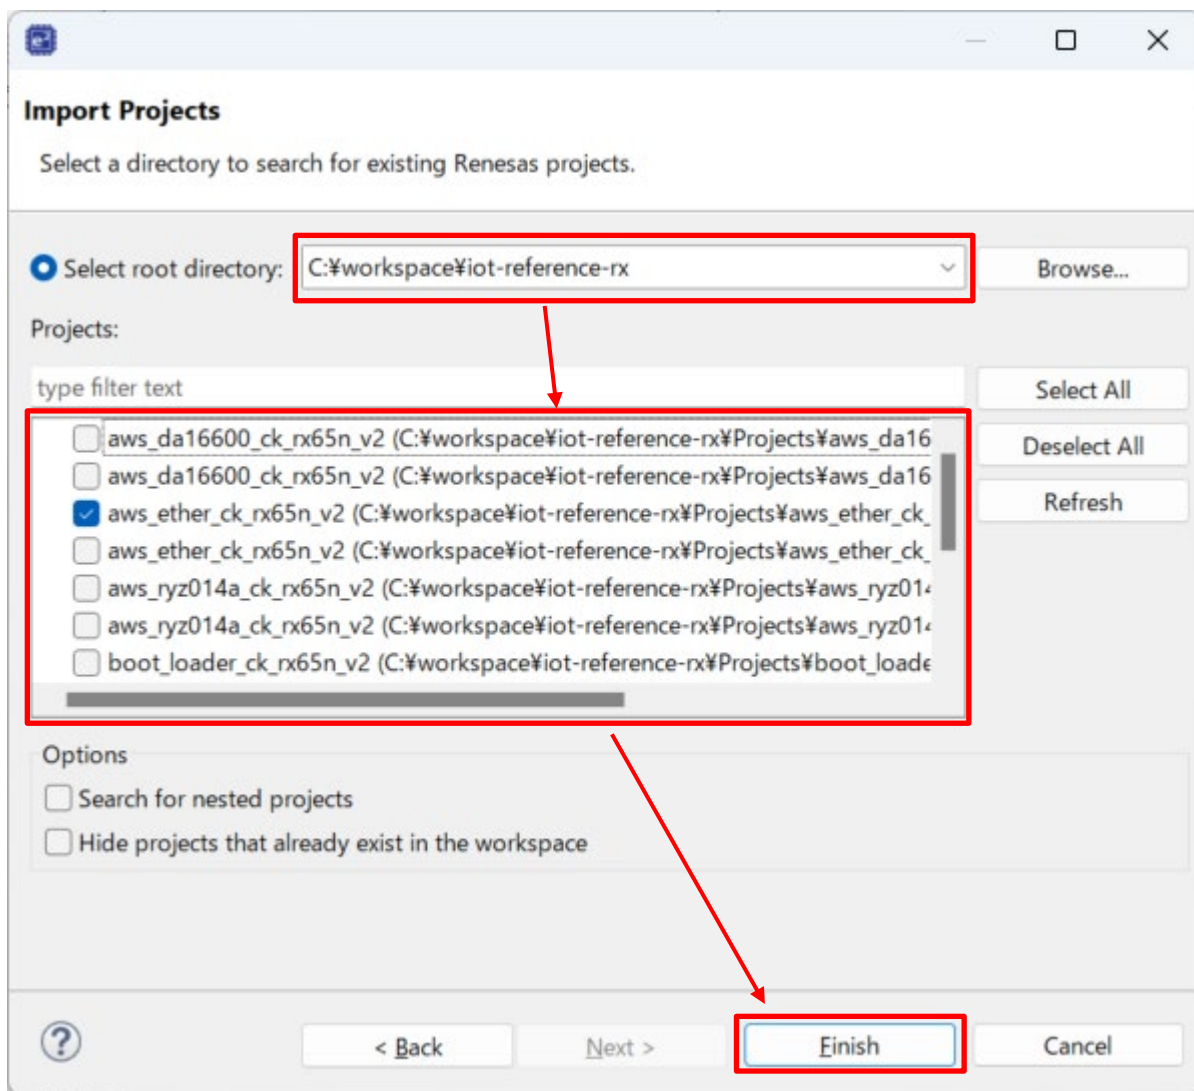 Import Projects
Select a directory to search for existing Renesas projects.
Select root directory: C:¥workspace¥iot-reference-rx Browse...
Projects:
type filter text Select All
aws_da16600_ck_rx65n_v2 (C:¥workspace¥iot-reference-rx¥Projects¥aws_da16 Deselect All
aws_da16600_ck_rx65n_v2 (C:¥workspace¥iot-reference-rx¥Projects¥aws_da16
aws_ether_ck_rx65n_v2 (C:¥workspace¥iot-reference-rx¥Projects¥aws_ether_ck_ Refresh
aws_ether_ck_rx65n_v2 (C:¥workspace¥iot-reference-rx¥Projects¥aws_ether_ck_
aws_ryz014a_ck_rx65n_v2 (C:¥workspace¥iot-reference-rx¥Projects¥aws_ryz014
aws_ryz014a_ck_rx65n_v2 (C:¥workspace¥iot-reference-rx¥Projects¥aws_ryz014
boot_loader_ck_rx65n_v2 (C:¥workspace¥iot-reference-rx¥Projects¥boot_loade
Options
Search for nested projects
Hide projects that already exist in the workspace
? < Back Next > Finish Cancel